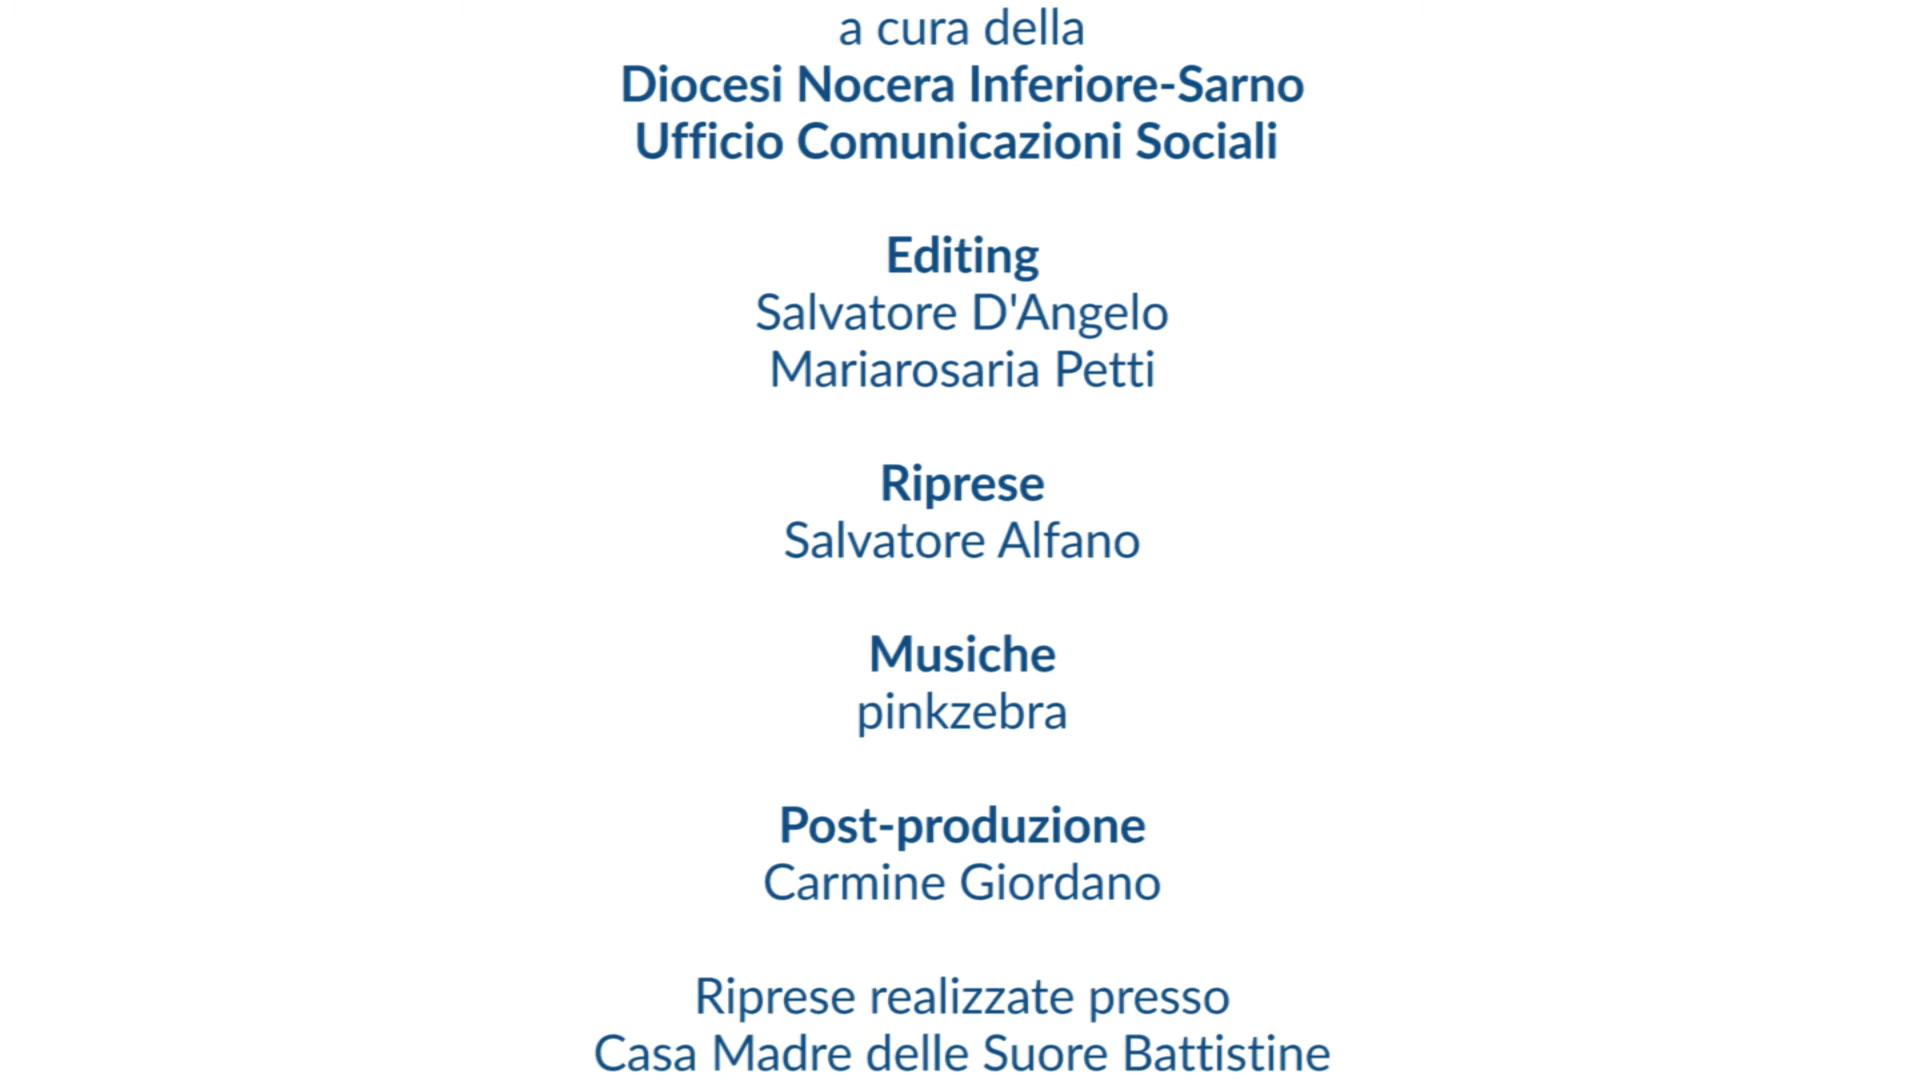 a cura della
Diocesi Nocera Inferiore-Sarno
Ufficio Comunicazioni Sociali
Editing
Salvatore D'Angelo
Mariarosaria Petti
Riprese
Salvatore Alfano
Musiche
pinkzebra
Post-produzione
Carmine Giordano
Riprese realizzate presso
Casa Madre delle Suore Battistine